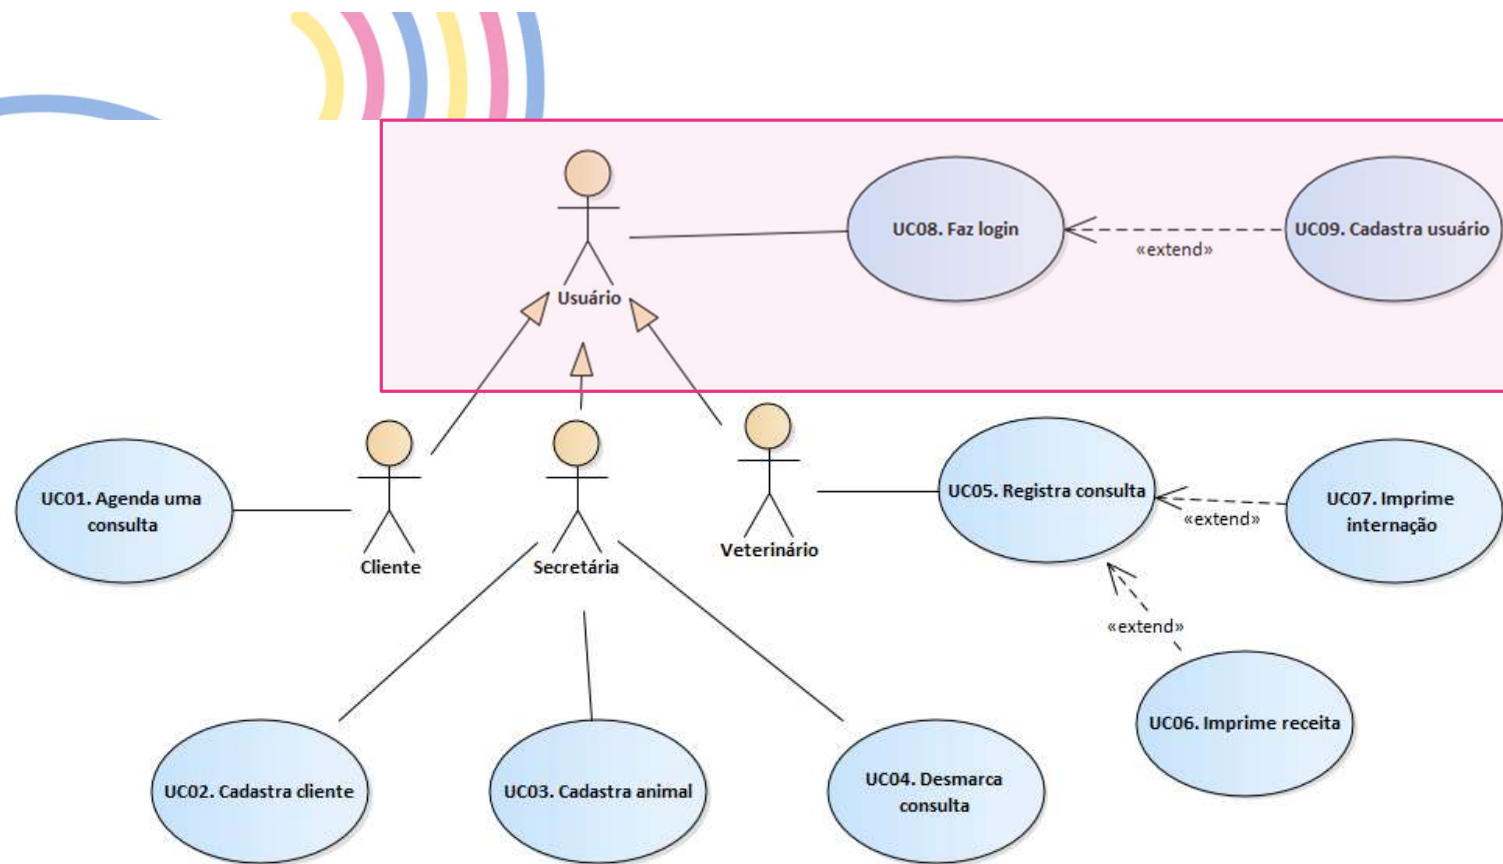 UC08. Faz login
«extend»
UC09. Cadastra usuário
Usuário
UC01. Agenda uma
consulta
Cliente
Secretária
Veterinário
UC05. Registra consulta
«extend»
UC07. Imprime
internação
«extend»
UC06. Imprime receita
UC02. Cadastra cliente
UC03. Cadastra animal
UC04. Desmarca
consulta